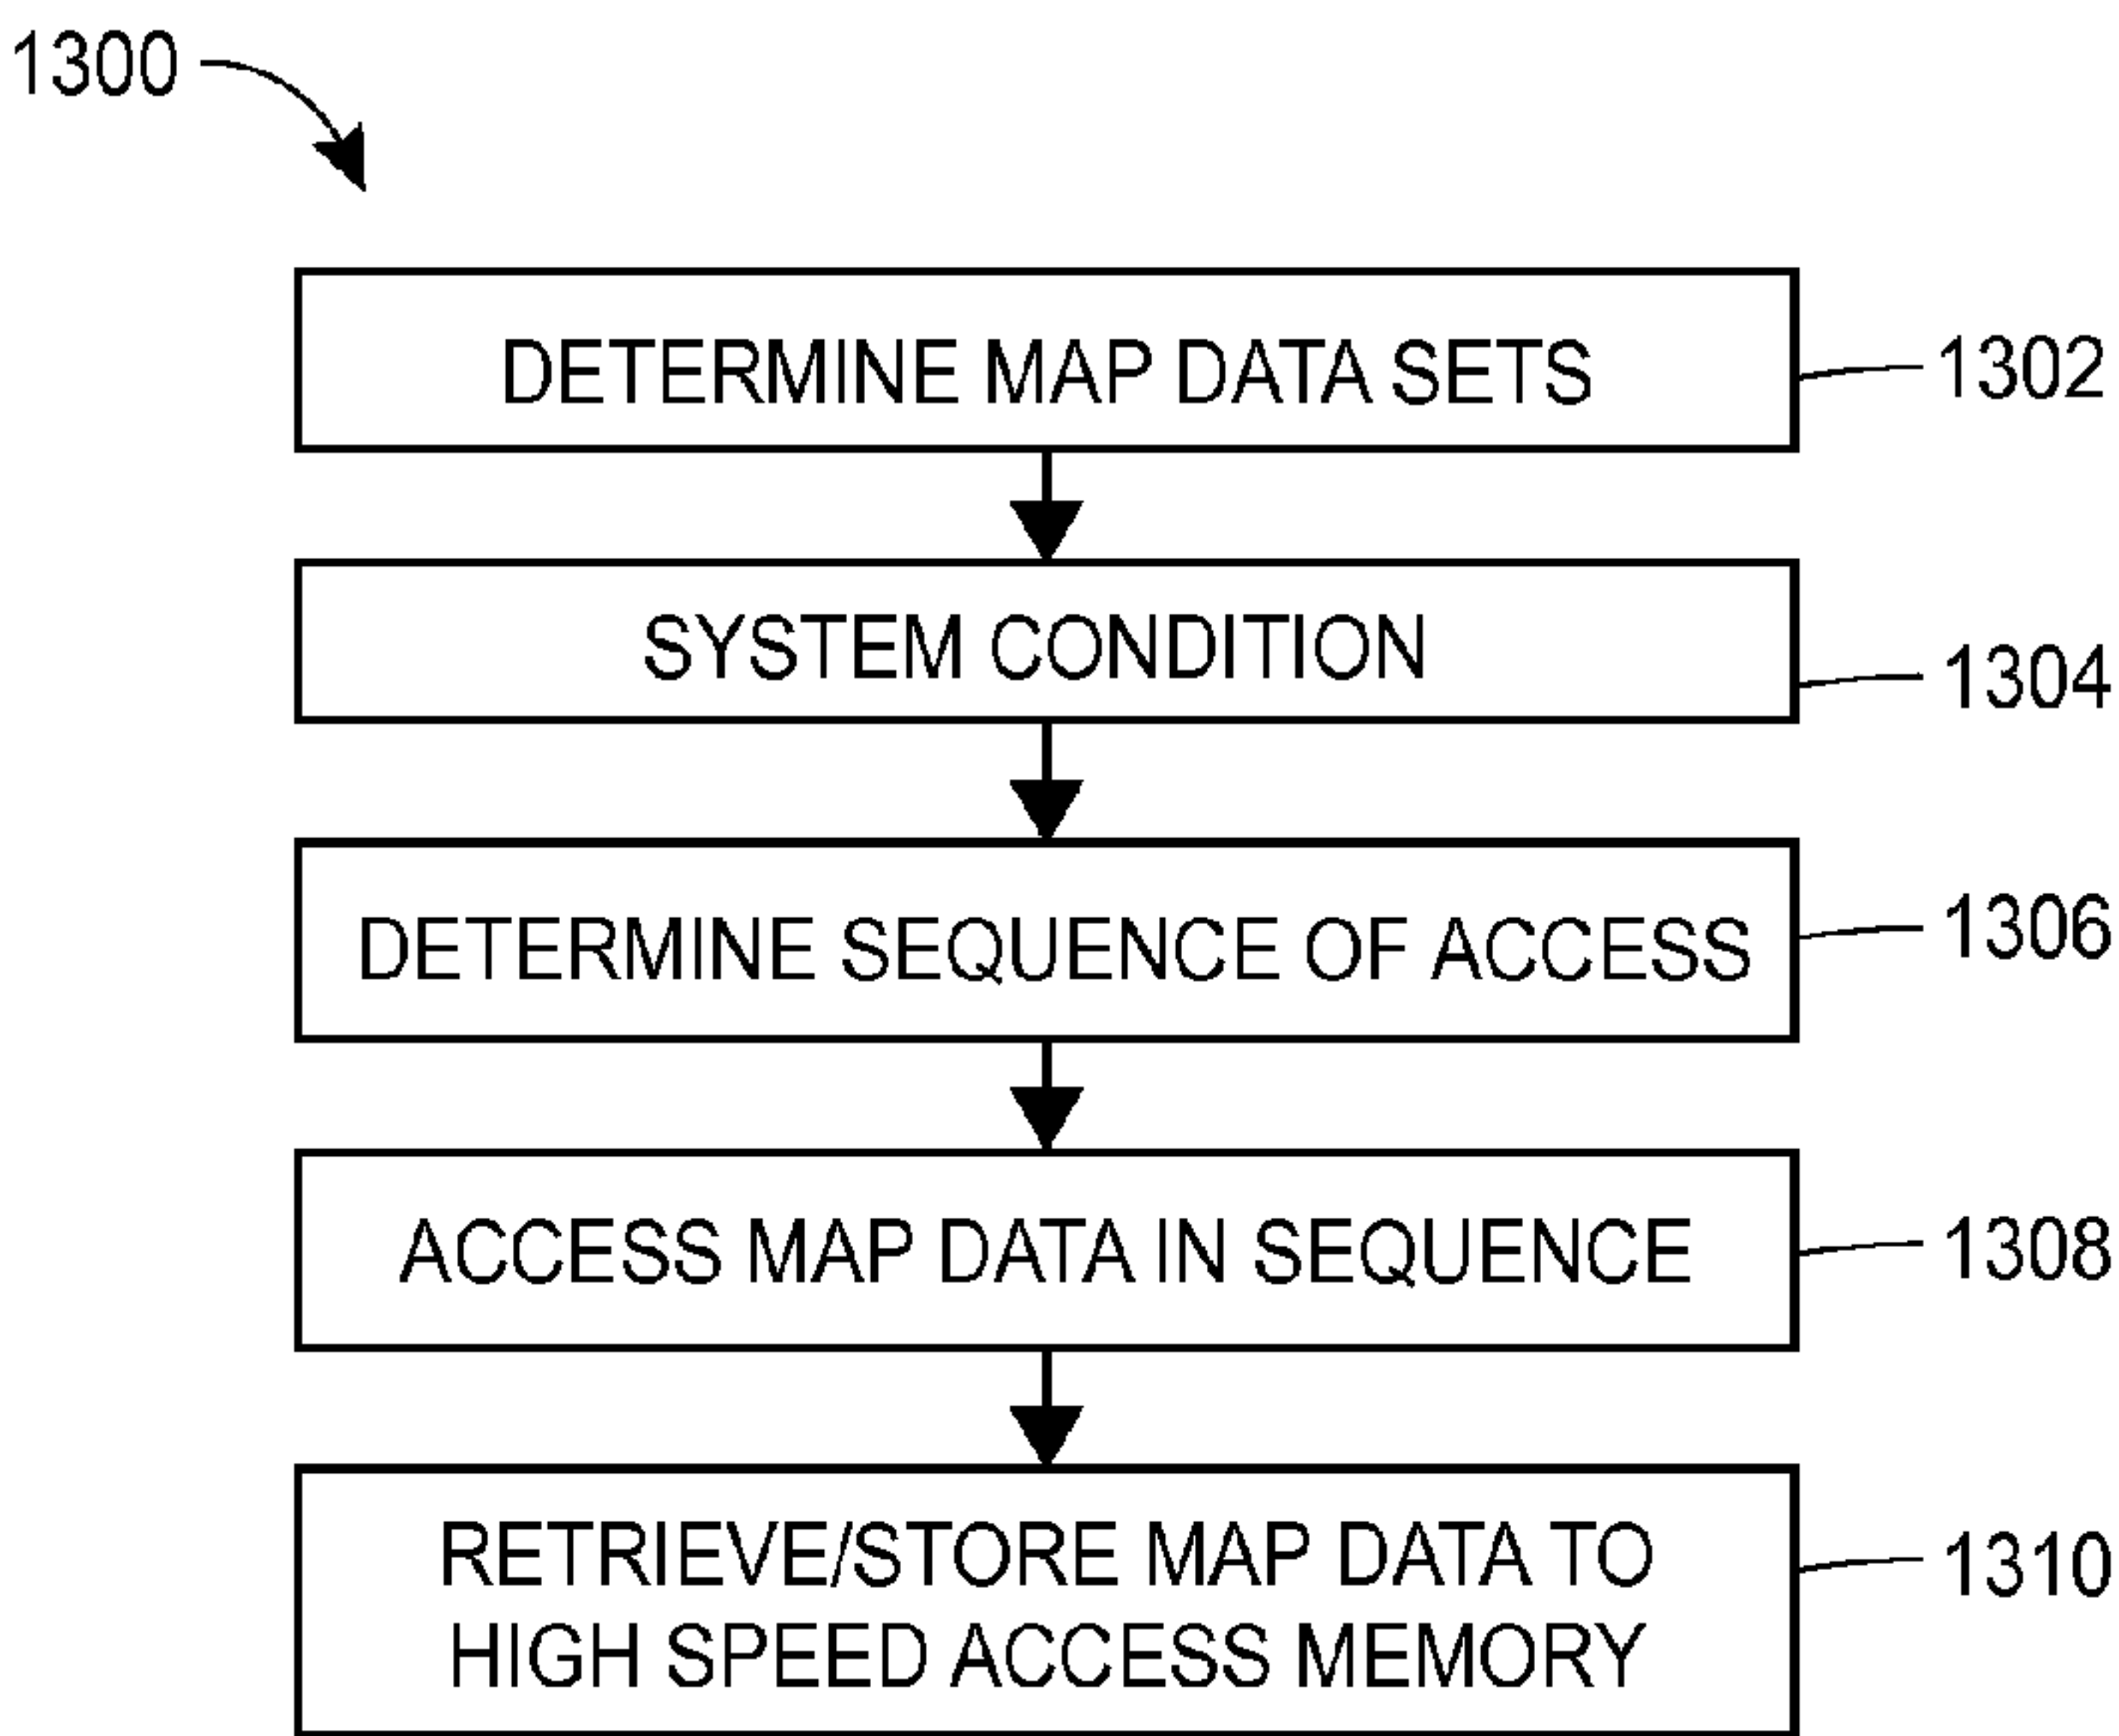 1300
DETERMINE MAP DATA SETS
1302
SYSTEM CONDITION
1304
DETERMINE SEQUENCE OF ACCESS
1306
ACCESS MAP DATA IN SEQUENCE
1308
RETRIEVE/STORE MAP DATA TO
HIGH SPEED ACCESS MEMORY
1310